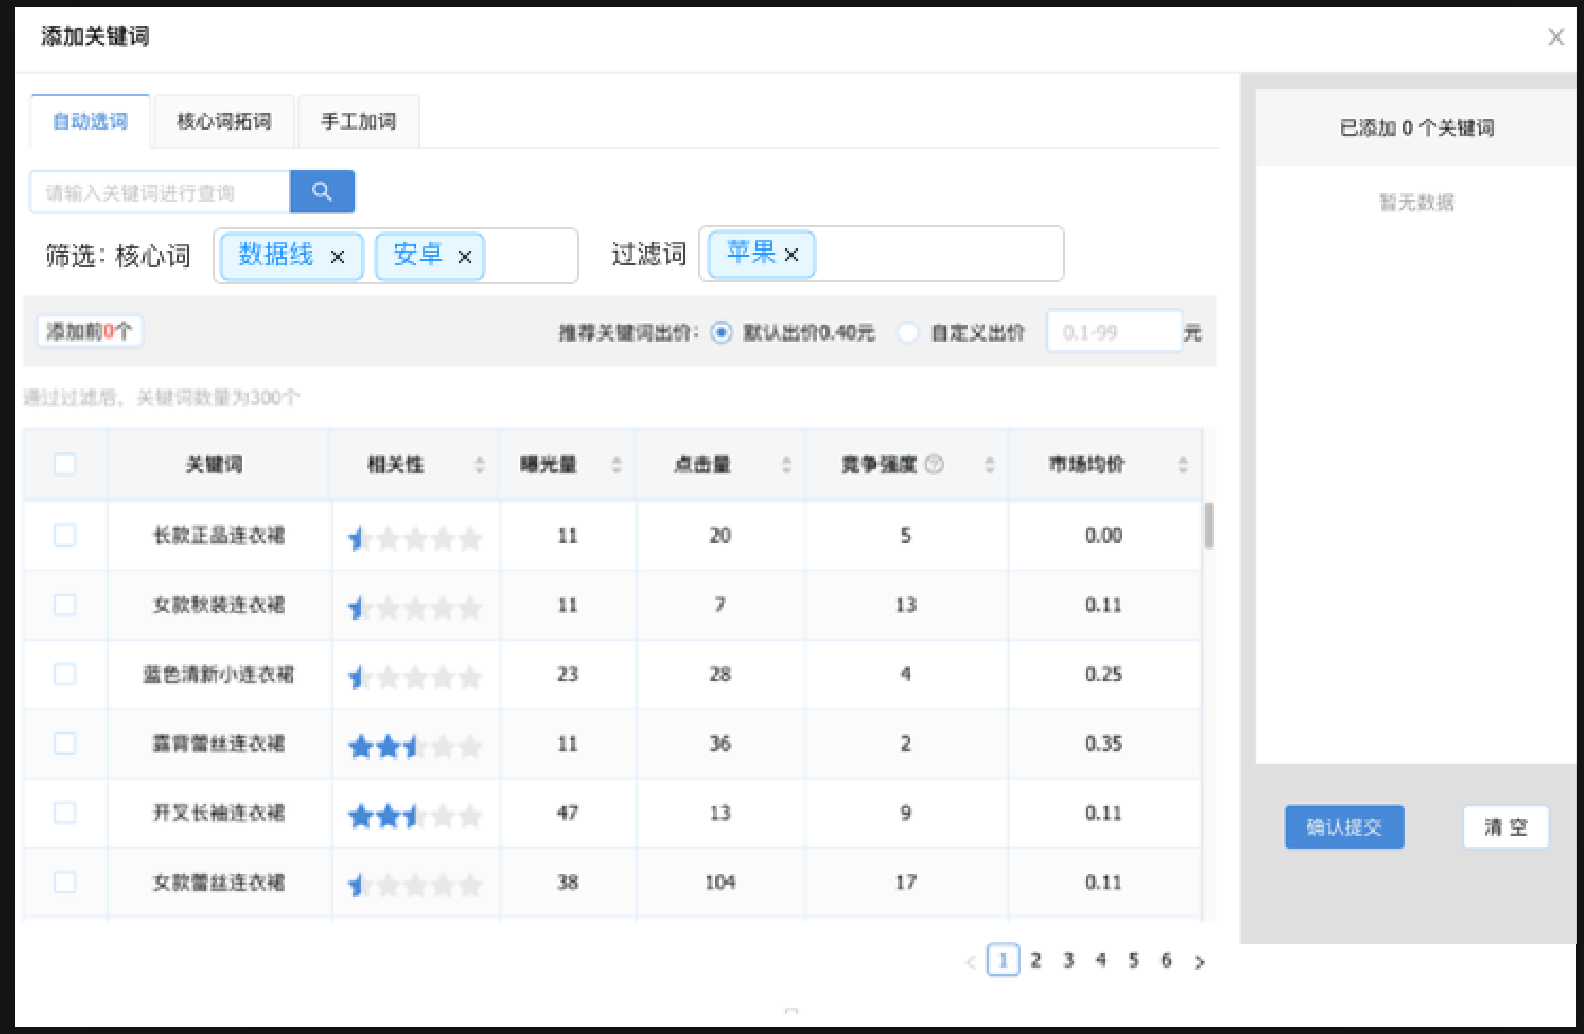 添加关键词
自动选词 核心词拓词 手工加词
已添加 0 个关键词
请输入关键词进行查询
暂无数据
筛选：核心词 数据线 × 安卓 × 过滤词 苹果 ×
添加前0个 推荐关键词出价： 默认出价0.40元 自定义出价 0.1-99 元
通过过滤后，关键词数量为300个
关键词 相关性 曝光量 点击量 竞争强度 ? 市场均价
长款正品连衣裙 11 20 5 0.00
女款秋装连衣裙 11 7 13 0.11
蓝色清新小连衣裙 23 28 4 0.25
露背蕾丝连衣裙 11 36 2 0.35
开叉长袖连衣裙 47 13 9 0.11
女款蕾丝连衣裙 38 104 17 0.11
确认提交 清 空
< 1 2 3 4 5 6 >